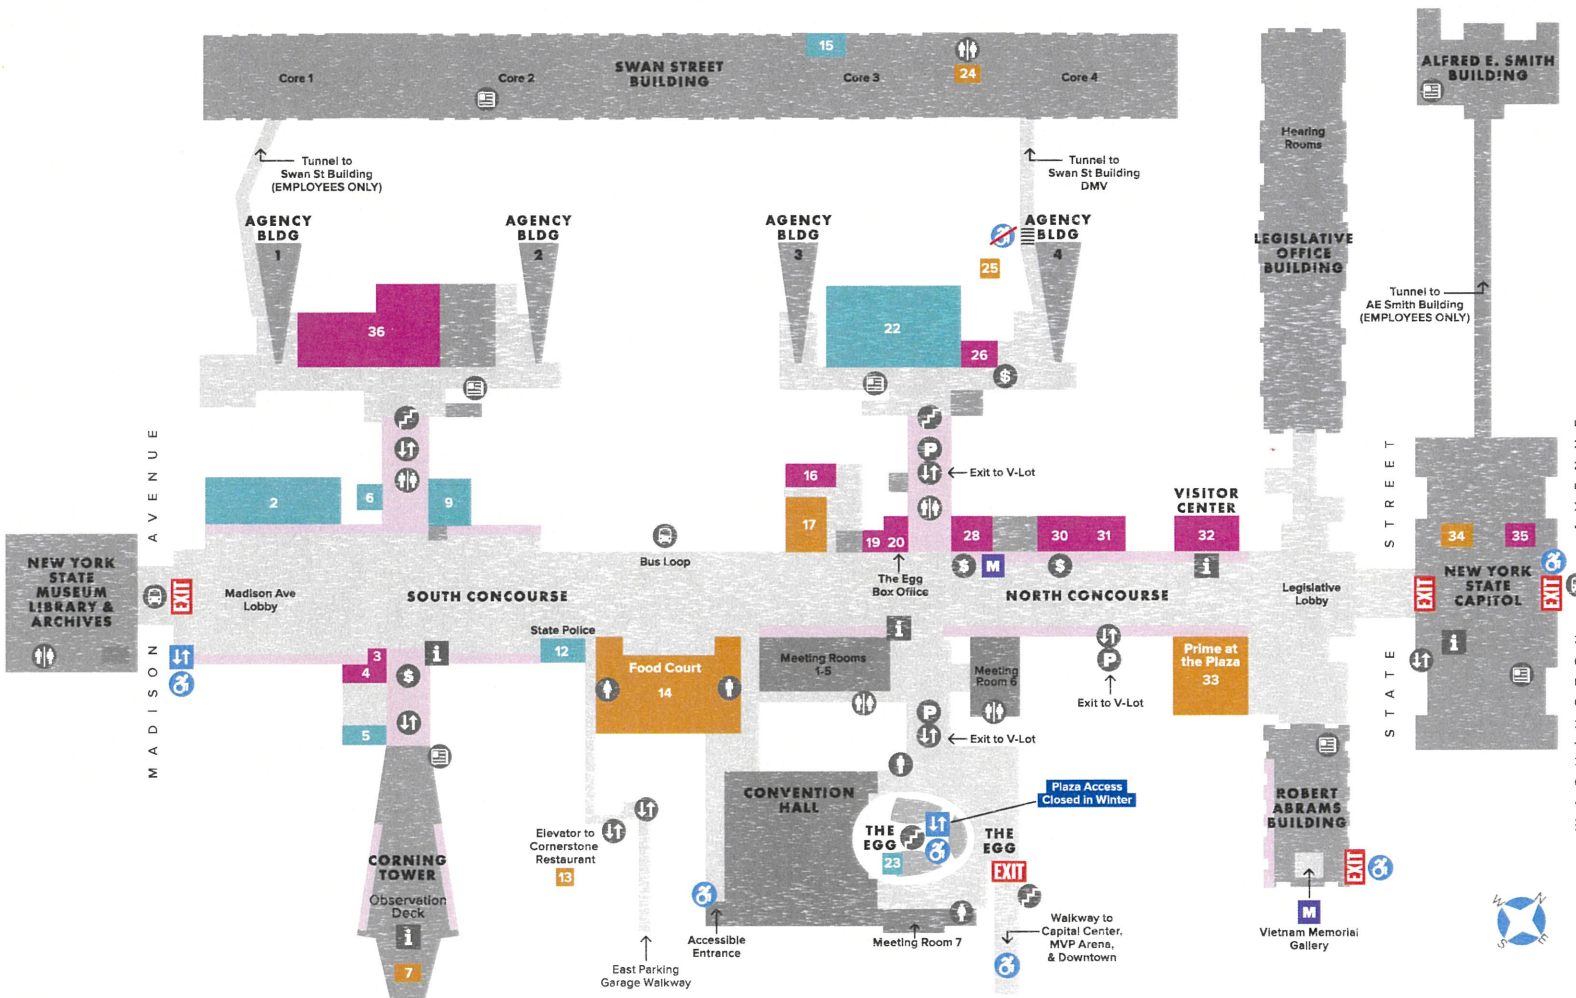 15
Core 1
Core 2
SWAN STREET
BUILDING
Core 3
24
Core 4
ALFRED E. SMITH
BUILDING
Hearing
Rooms
Tunnel to
Swan St Building
(EMPLOYEES ONLY)
Tunnel to
Swan St Building
DMV
AGENCY
BLDG
1
AGENCY
BLDG
2
AGENCY
BLDG
3
AGENCY
BLDG
4
25
LEGISLATIVE
OFFICE
BUILDING
Tunnel to
AE Smith Building
(EMPLOYEES ONLY)
36
22
26
$
P
Exit to V-Lot
MADISON AVENUE
2
6
9
16
17
19
20
28
30
31
VISITOR
CENTER
32
STATE STREET
34
35
NEW YORK
STATE
MUSEUM
LIBRARY &
ARCHIVES
EXIT
Madison Ave
Lobby
SOUTH CONCOURSE
Bus Loop
The Egg
Box Office
$
M
$
i
NORTH CONCOURSE
Legislative
Lobby
EXIT
NEW YORK
STATE
CAPITOL
EXIT
i
State Police
12
3
4
$
i
5
Food Court
14
i
Meeting Rooms
1-5
Meeting
Room 6
P
Exit to V-Lot
Prime at
the Plaza
33
P
Exit to V-Lot
CONVENTION
HALL
Plaza Access
Closed in Winter
THE
EGG
23
THE
EGG
EXIT
ROBERT
ABRAMS
BUILDING
EXIT
Elevator to
Cornerstone
Restaurant
13
CORNING
TOWER
Observation
Deck
i
7
East Parking
Garage Walkway
Accessible
Entrance
Meeting Room 7
Walkway to
Capital Center,
MVP Arena,
& Downtown
M
Vietnam Memorial
Gallery
W
N
S
E